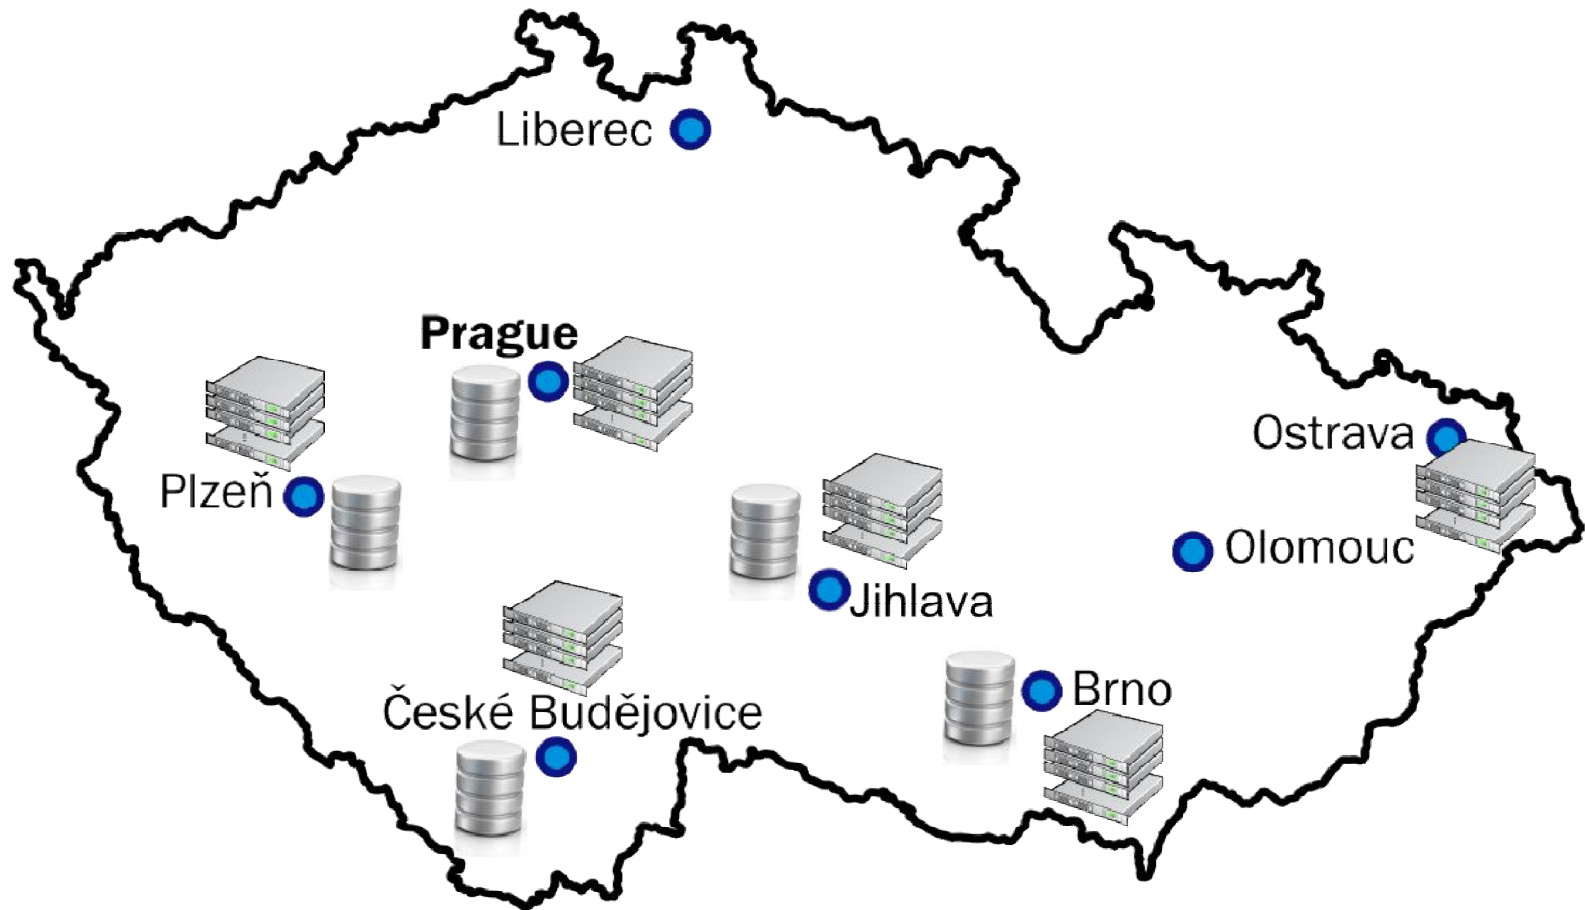 Liberec
Prague
Ostrava
Plzeň
Olomouc
Jihlava
Brno
České Budějovice